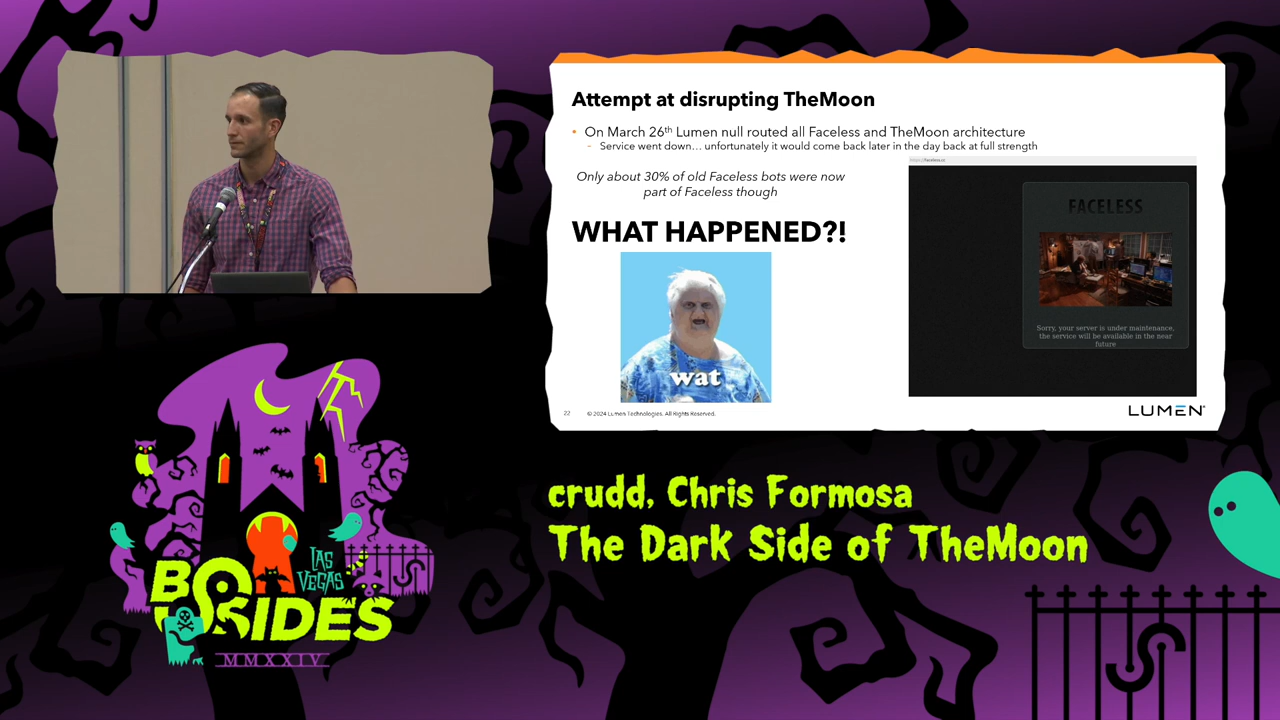 Attempt at disrupting TheMoon
• On March 26th Lumen null routed all Faceless and TheMoon architecture
- Service went down... unfortunately it would come back later in the day back at full strength
Only about 30% of old Faceless bots were now
part of Faceless though
WHAT HAPPENED?!
wat
FACELESS
Sorry, your server is under maintenance,
the service will be available in the near
future
22 © 2024 Lumen Technologies. All Rights Reserved.
LUMEN®
crudd, Chris Formosa
The Dark Side of TheMoon
BSIDES
LAS
VEGAS
MMXXIV